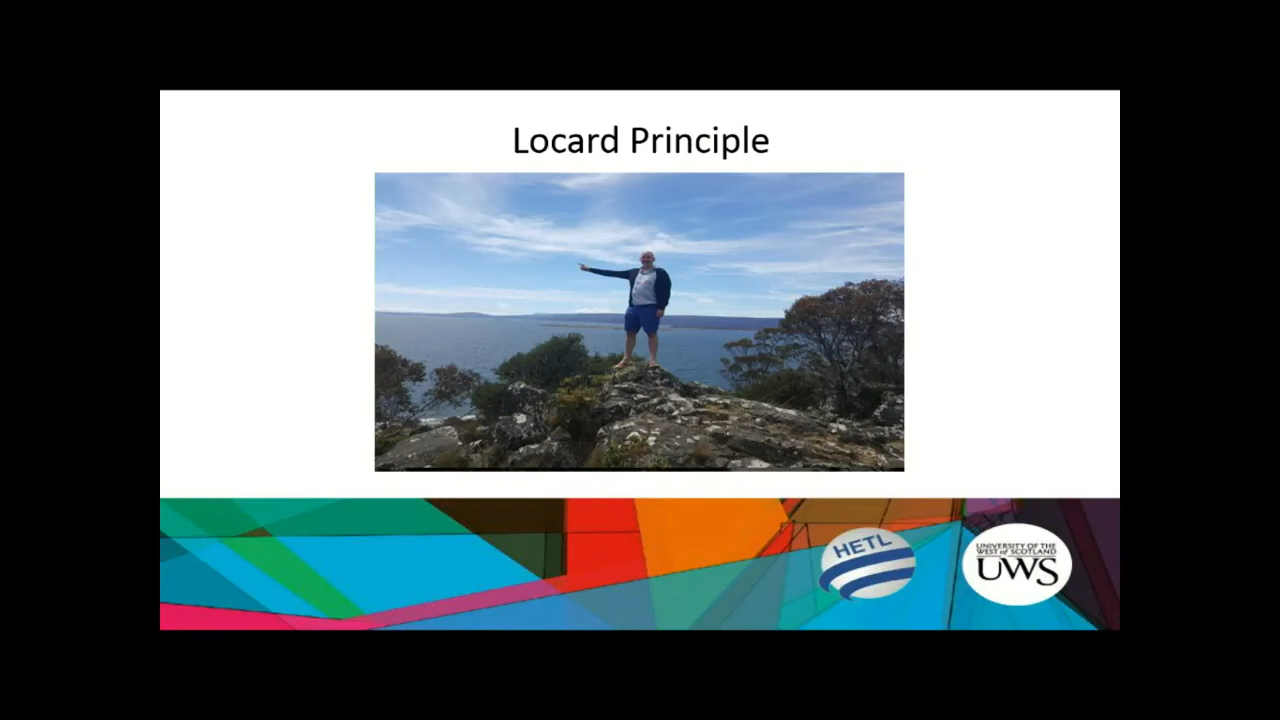 Locard Principle
HETL
UNIVERSITY OF THE
WEST of SCOTLAND
UWS